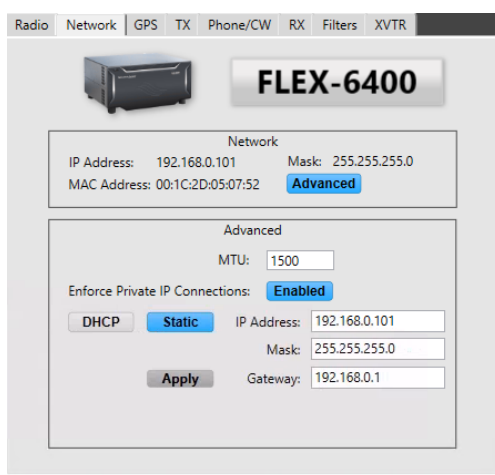 Radio Network GPS TX Phone/CW RX Filters XVTR
FLEX-6400
Network
IP Address: 192.168.0.101 Mask: 255.255.255.0
MAC Address: 00:1C:2D:05:07:52 Advanced
Advanced
MTU: 1500
Enforce Private IP Connections: Enabled
DHCP Static IP Address: 192.168.0.101
Mask: 255.255.255.0
Apply Gateway: 192.168.0.1